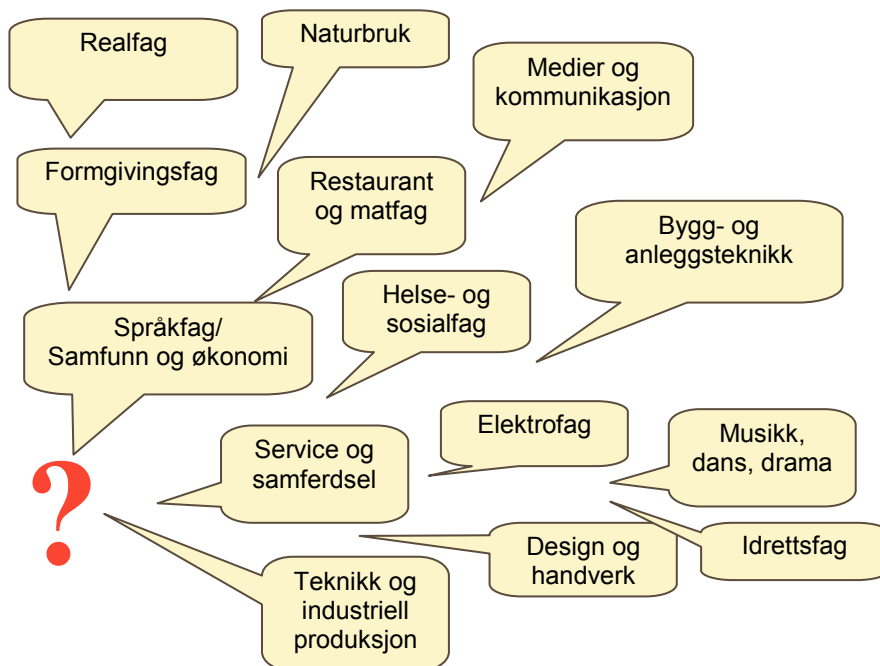 Realfag
Naturbruk
Medier og
kommunikasjon
Formgivingsfag
Restaurant
og matfag
Bygg- og
anleggsteknikk
Helse- og
sosialfag
Språkfag/
Samfunn og økonomi
Elektrofag
Musikk,
dans, drama
Service og
samferdsel
?
Design og
handverk
Idrettsfag
Teknikk og
industriell
produksjon